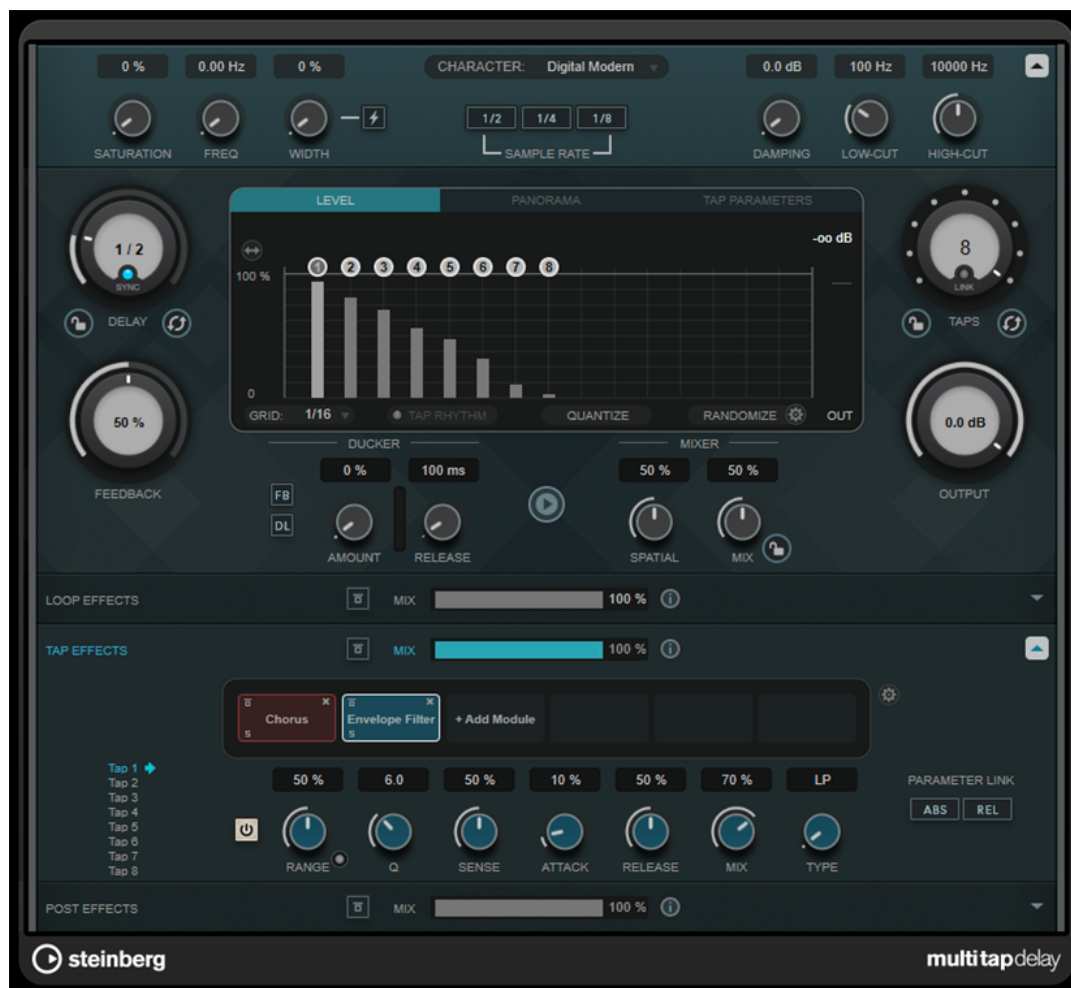 0 % 0.00 Hz 0 % CHARACTER: Digital Modern 0.0 dB 100 Hz 10000 Hz
1/2 1/4 1/8
SATURATION FREQ WIDTH SAMPLE RATE DAMPING LOW-CUT HIGH-CUT
LEVEL PANORAMA TAP PARAMETERS
-oo dB
1 / 2
SYNC
8
LINK
100 %
1 2 3 4 5 6 7 8
DELAY
TAPS
0
GRID: 1/16 TAP RHYTHM QUANTIZE RANDOMIZE OUT
50 %
FEEDBACK
0.0 dB
OUTPUT
DUCKER MIXER
0 % 100 ms 50 % 50 %
FB
DL
AMOUNT RELEASE SPATIAL MIX
LOOP EFFECTS MIX 100 %
TAP EFFECTS MIX 100 %
Chorus Envelope Filter + Add Module
S S
Tap 1
Tap 2
Tap 3
Tap 4
Tap 5
Tap 6
Tap 7
Tap 8
50 % 6.0 50 % 10 % 50 % 70 % LP
RANGE Q SENSE ATTACK RELEASE MIX TYPE
PARAMETER LINK
ABS REL
POST EFFECTS MIX 100 %
steinberg multitapdelay